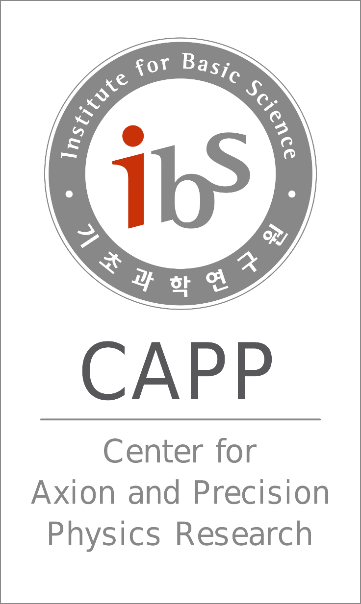 Institute for Basic Science
ibs
기초과학연구원
CAPP
Center for
Axion and Precision
Physics Research